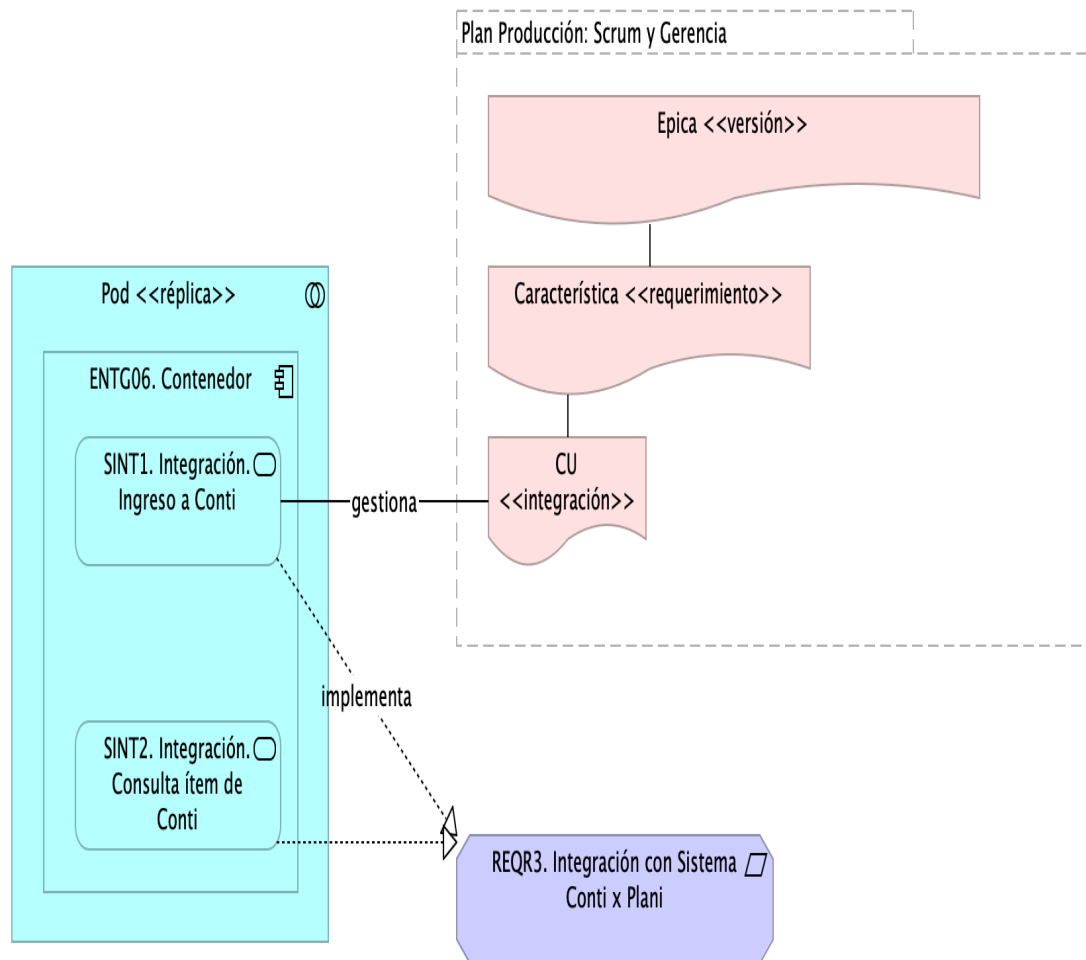 Plan Producción: Scrum y Gerencia
Epica <<versión>>
Pod <<réplica>>
Característica <<requerimiento>>
ENTG06. Contenedor
SINT1. Integración.
Ingreso a Conti
gestiona
CU
<<integración>>
implementa
SINT2. Integración.
Consulta ítem de
Conti
REQR3. Integración con Sistema
Conti x Plani